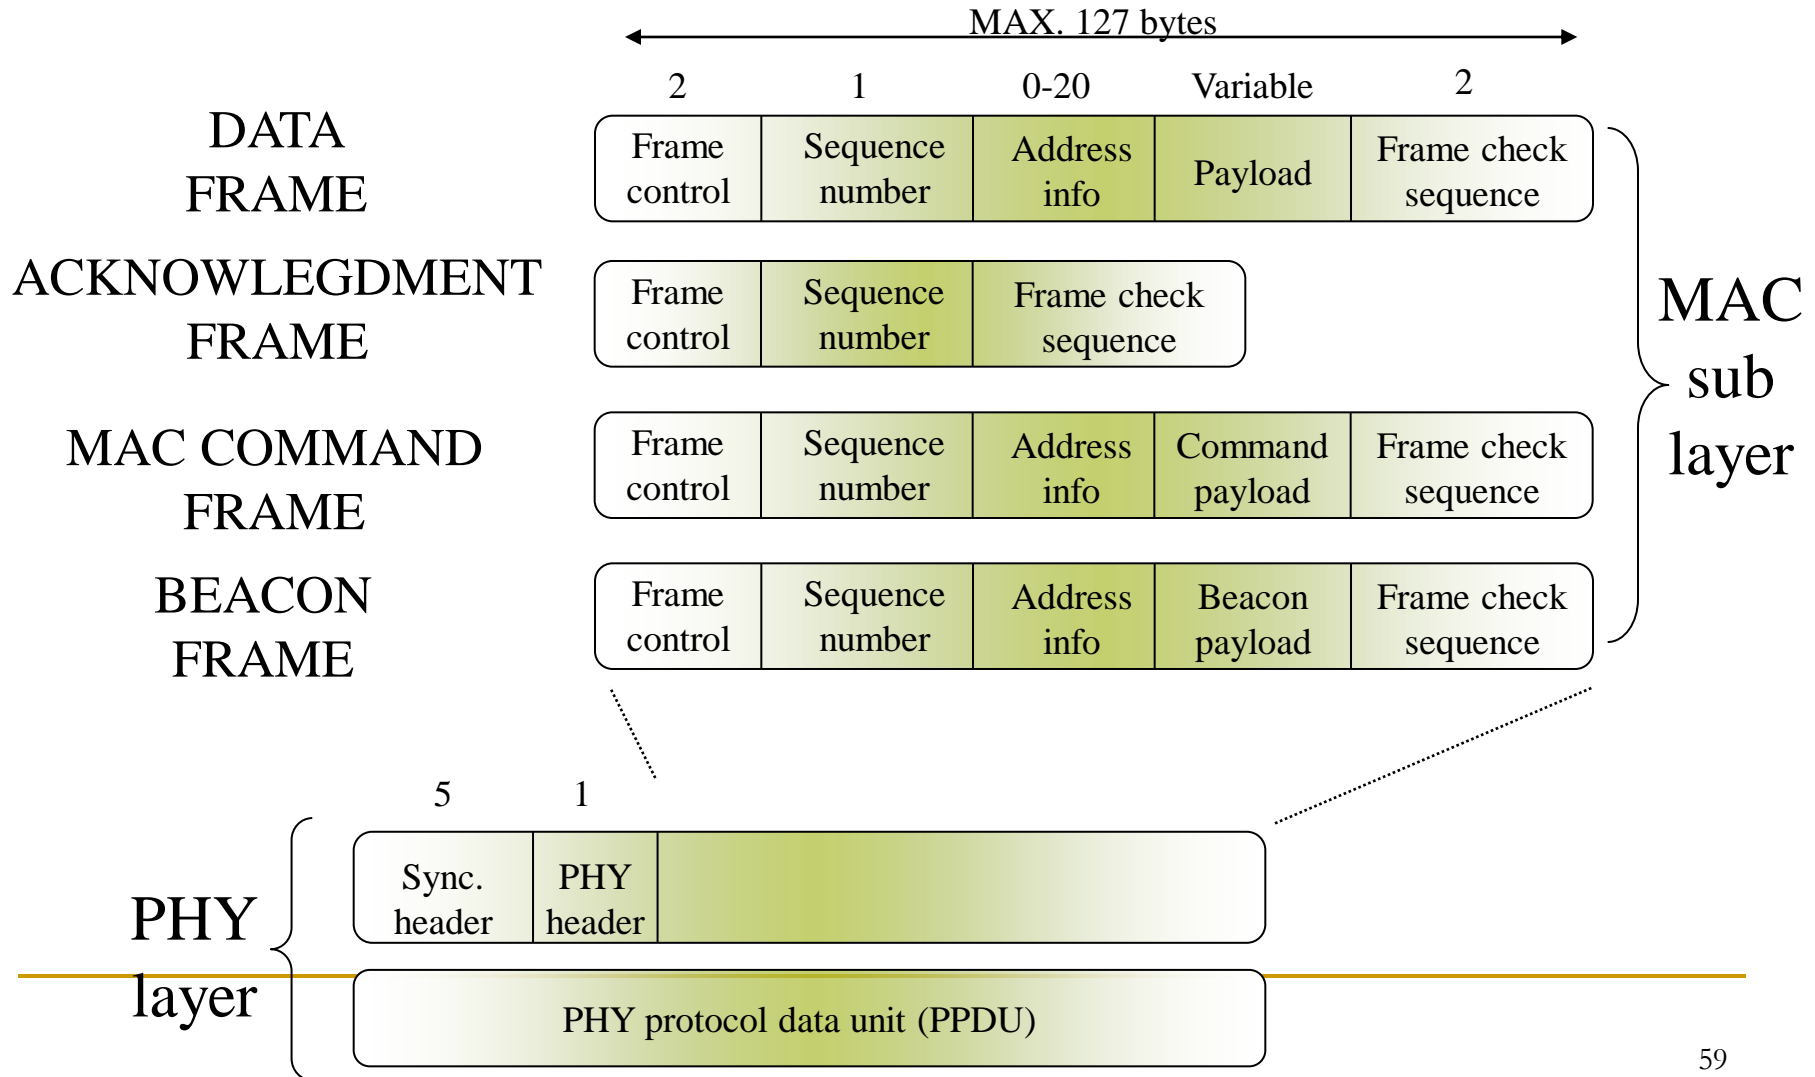 MAX. 127 bytes
2 1 0-20 Variable 2
DATA
FRAME
Frame
control
Sequence
number
Address
info
Payload
Frame check
sequence
ACKNOWLEGDMENT
FRAME
Frame
control
Sequence
number
Frame check
sequence
MAC COMMAND
FRAME
Frame
control
Sequence
number
Address
info
Command
payload
Frame check
sequence
BEACON
FRAME
Frame
control
Sequence
number
Address
info
Beacon
payload
Frame check
sequence
MAC
sub
layer
5 1
PHY
layer
Sync.
header
PHY
header
PHY protocol data unit (PPDU)
59